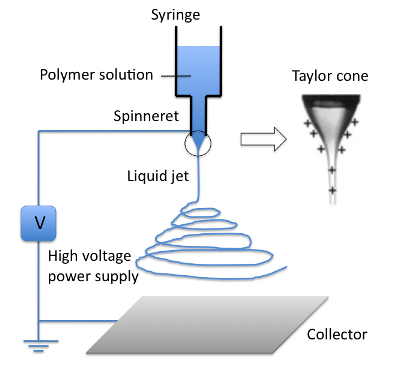 Syringe
Polymer solution
Taylor cone
Spinneret
Liquid jet
V
High voltage
power supply
Collector